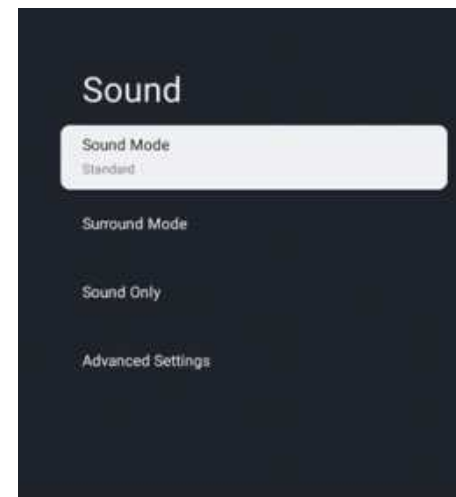 Sound
Sound Mode
Standard
Surround Mode
Sound Only
Advanced Settings